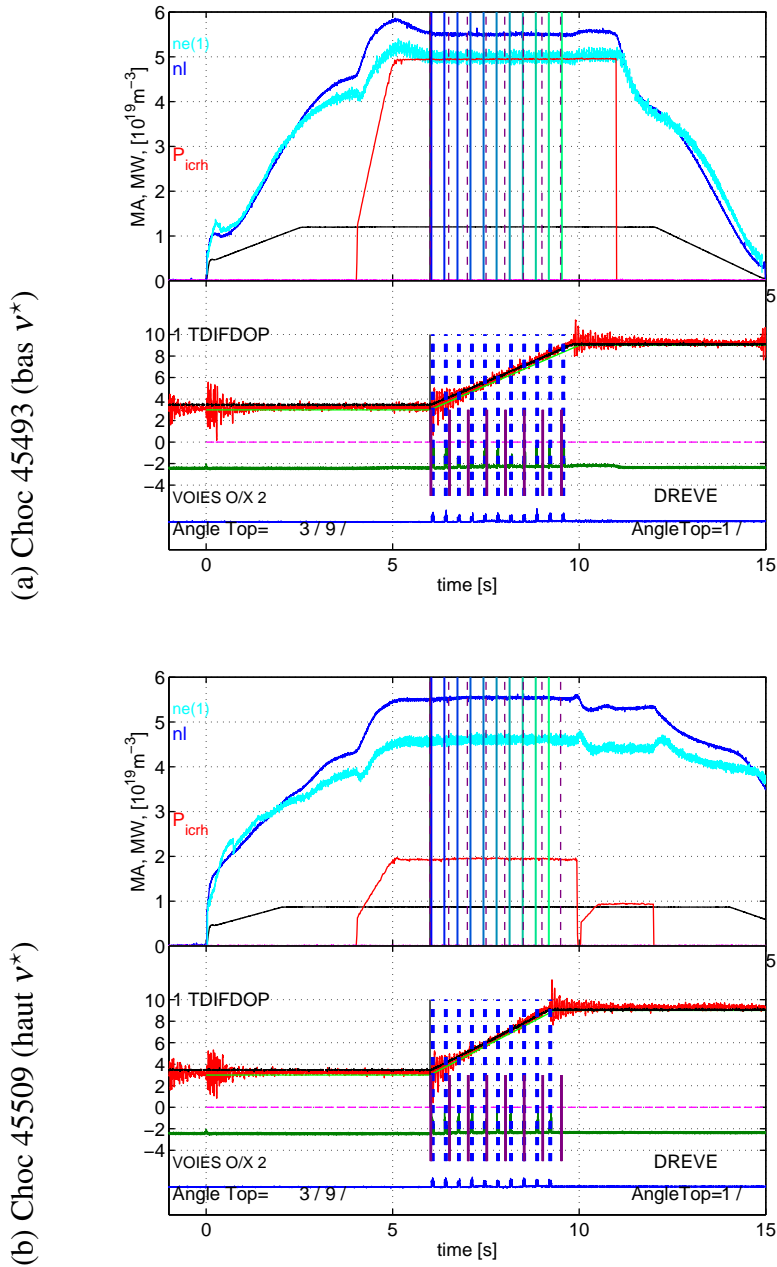 (a) Choc 45493 (bas ν*)
6
5
4
3
2
1
0
MA, MW, [10^19 m^−3]
ne(1)
nl
P_icrh
5
1 TDIFDOP
10
8
6
4
2
0
−2
−4
VOIES O/X 2
DREVE
Angle Top= 3 / 9 /
AngleTop=1 /
0 5 10 15
time [s]
(b) Choc 45509 (haut ν*)
6
5
4
3
2
1
0
MA, MW, [10^19 m^−3]
ne(1)
nl
P_icrh
5
1 TDIFDOP
10
8
6
4
2
0
−2
−4
VOIES O/X 2
DREVE
Angle Top= 3 / 9 /
AngleTop=1 /
0 5 10 15
time [s]